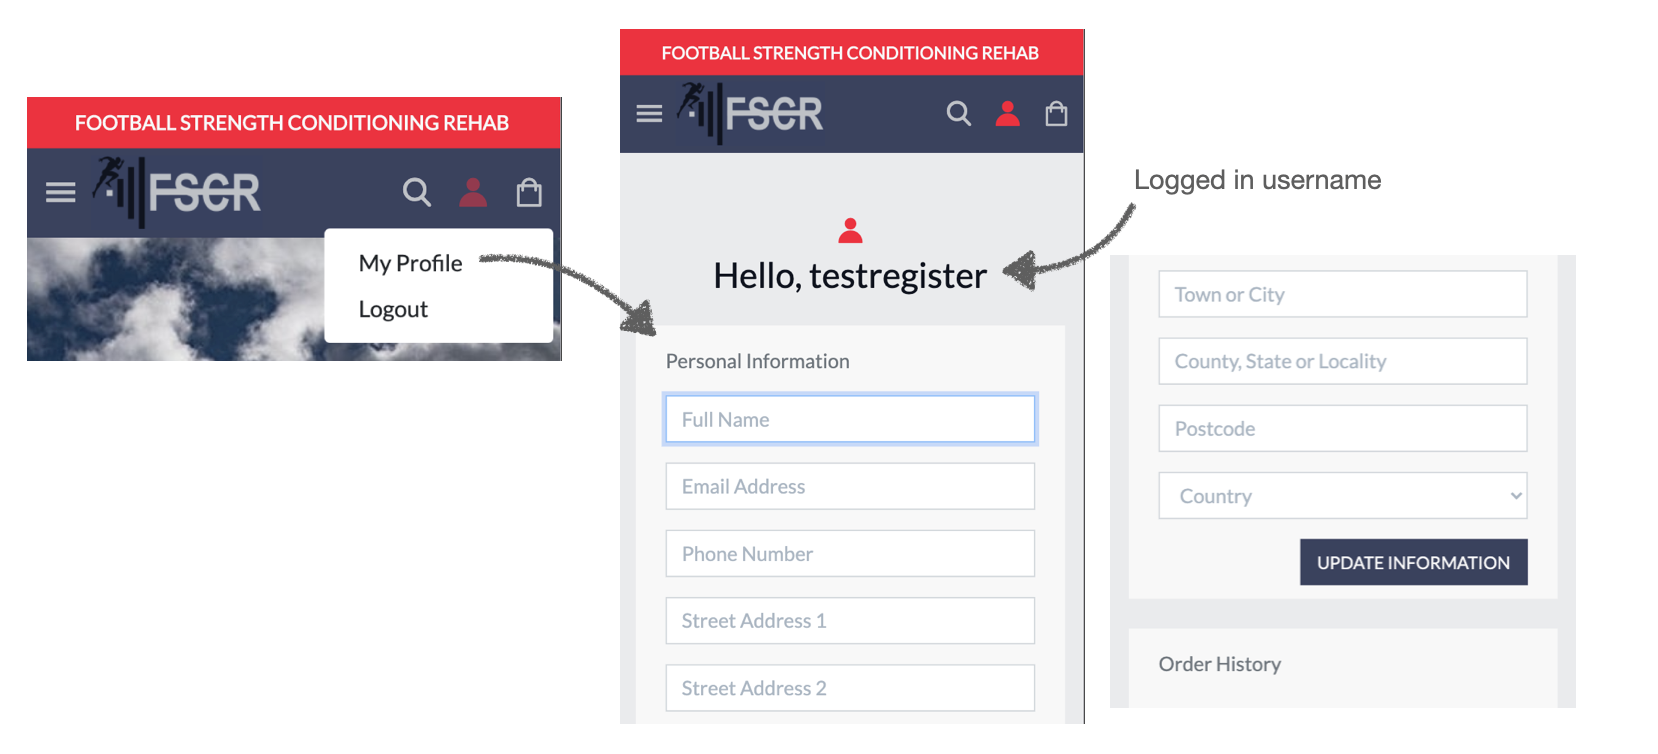 FOOTBALL STRENGTH CONDITIONING REHAB
FSCR
My Profile
Logout
FOOTBALL STRENGTH CONDITIONING REHAB
FSCR
Hello, testregister
Personal Information
Full Name
Email Address
Phone Number
Street Address 1
Street Address 2
Logged in username
Town or City
County, State or Locality
Postcode
Country
UPDATE INFORMATION
Order History